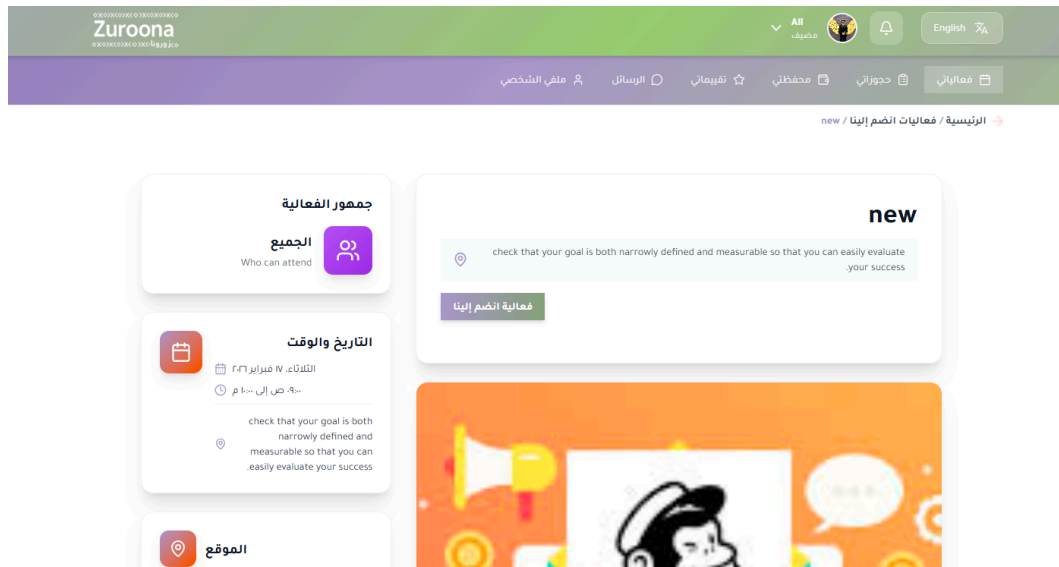 Zuroona
زوروونا
Ali
مضيف
English
فعالياتي
حجوزاتي
محفظتي
تقييماتي
الرسائل
ملفي الشخصي
الرئيسية / فعاليات انضم إلينا / new
new
check that your goal is both narrowly defined and measurable so that you can easily evaluate
.your success
فعالية انضم إلينا
جمهور الفعالية
الجميع
Who can attend
التاريخ والوقت
الثلاثاء، ١٧ فبراير ٢٠٢٦
٠٩:٠٠ ص إلى ١٠:٠٠ م
check that your goal is both
narrowly defined and
measurable so that you can
.easily evaluate your success
الموقع